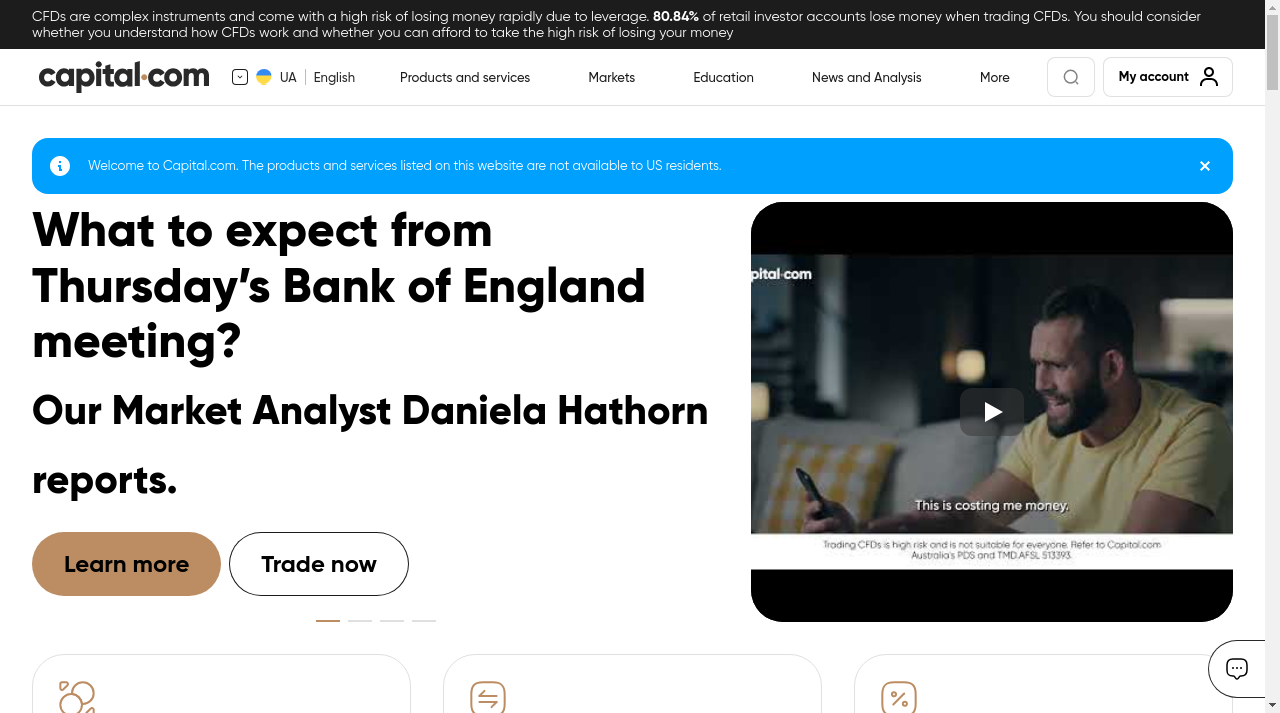 CFDs are complex instruments and come with a high risk of losing money rapidly due to leverage. 80.84% of retail investor accounts lose money when trading CFDs. You should consider
whether you understand how CFDs work and whether you can afford to take the high risk of losing your money
capital.com
UA
English
Products and services
Markets
Education
News and Analysis
More
My account
Welcome to Capital.com. The products and services listed on this website are not available to US residents.
What to expect from
Thursday’s Bank of England
meeting?
Our Market Analyst Daniela Hathorn
reports.
Learn more
Trade now
pital.com
This is costing me money.
Trading CFDs is high risk and is not suitable for everyone. Refer to Capital.com
Australia's PDS and TMD.AFSL 513393.